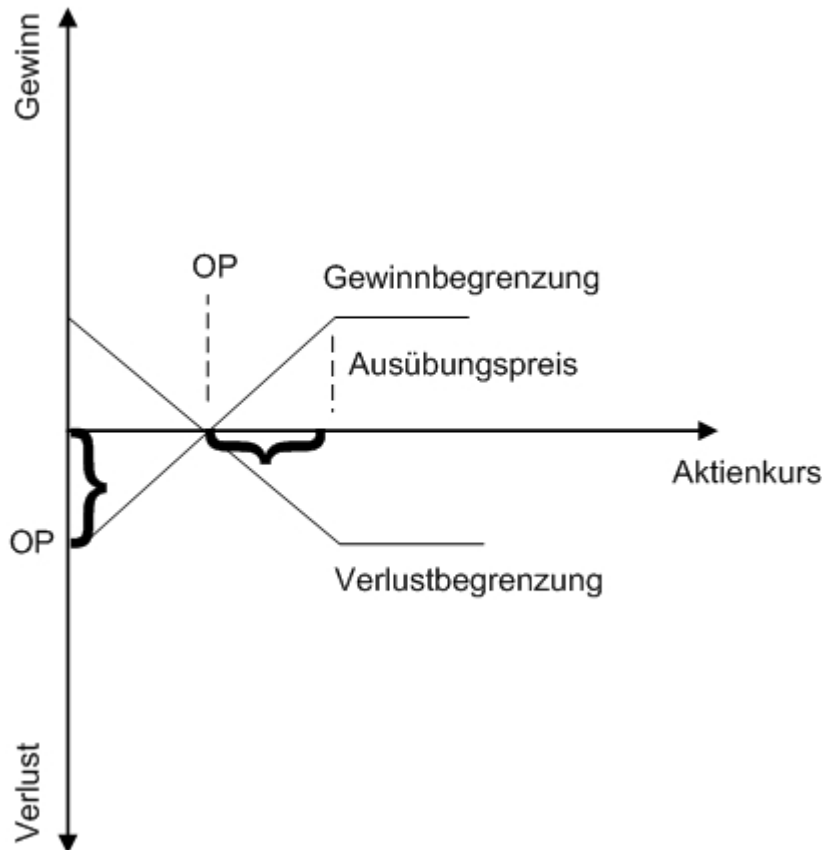 Gewinn
OP
Gewinnbegrenzung
Ausübungspreis
Aktienkurs
OP
Verlustbegrenzung
Verlust